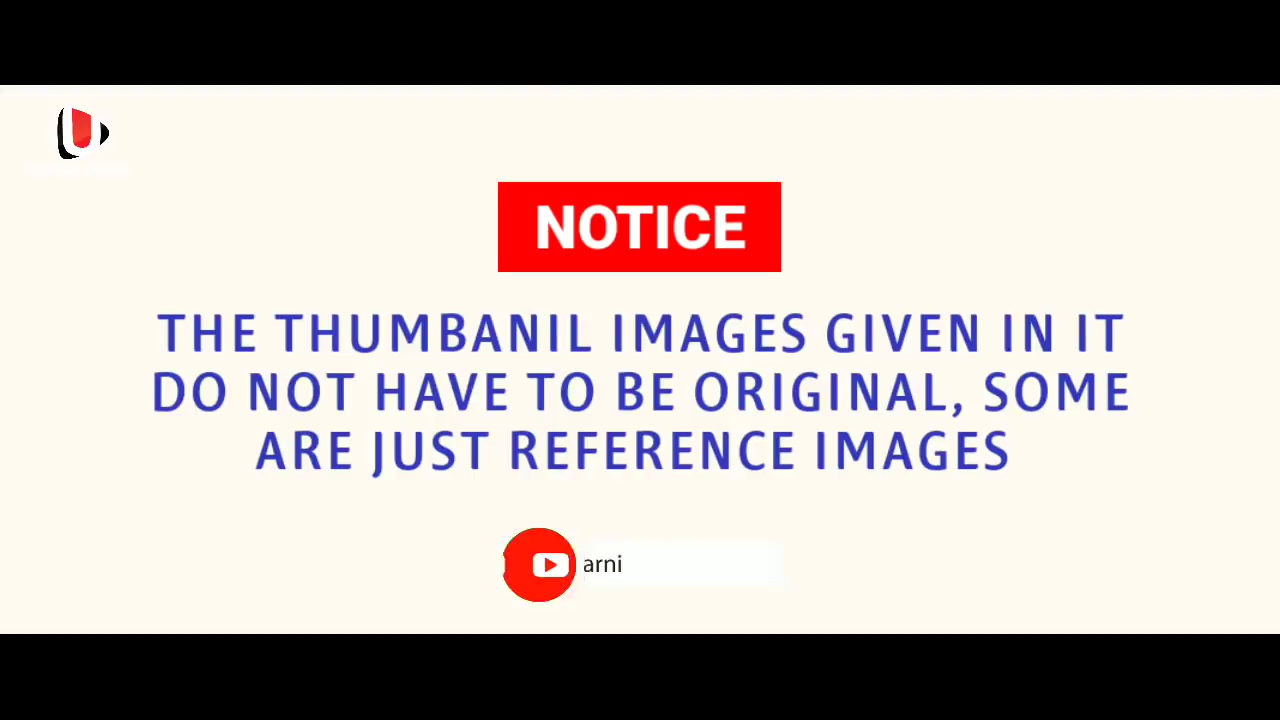 NOTICE
THE THUMBANIL IMAGES GIVEN IN IT
DO NOT HAVE TO BE ORIGINAL, SOME
ARE JUST REFERENCE IMAGES
arni